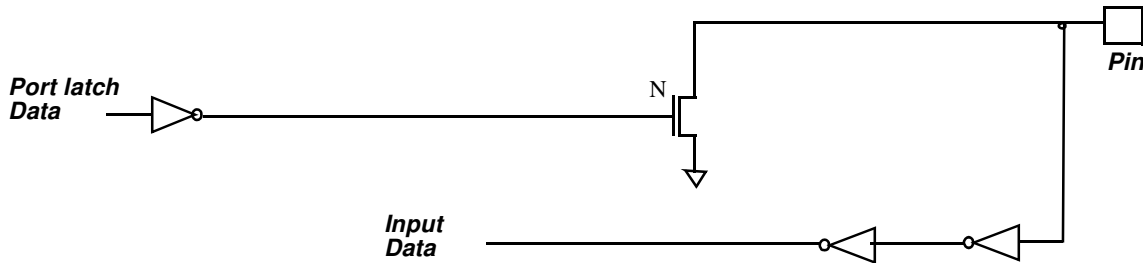 Port latch
Data
N
Pin
Input
Data